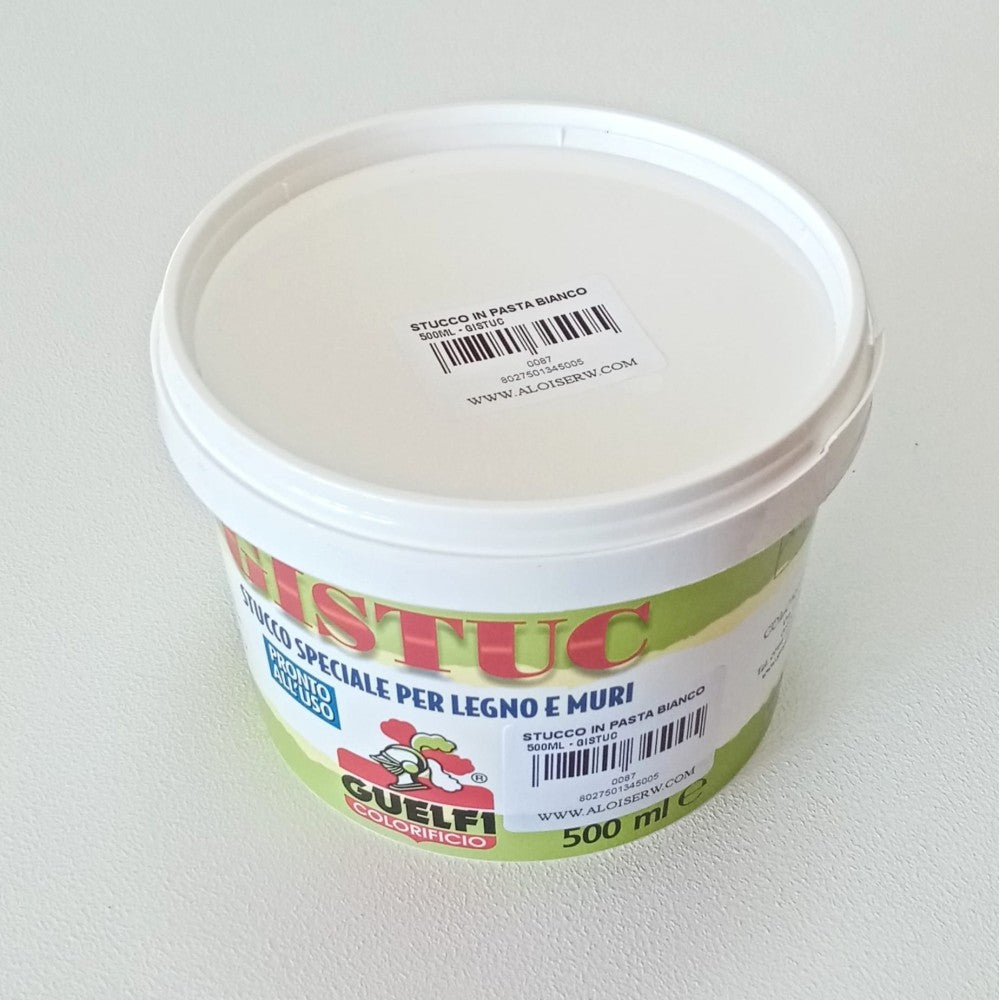 STUCCO IN PASTA BIANCO
500ML - GISTUC
0087
8027501345005
WWW.ALOISERW.COM
GISTUC
STUCCO SPECIALE PER LEGNO E MURI
PRONTO
ALL'USO
GUELFI
®
COLORIFICIO
STUCCO IN PASTA BIANCO
500ML - GISTUC
0087
8027501345005
WWW.ALOISERW.COM
500 ml e